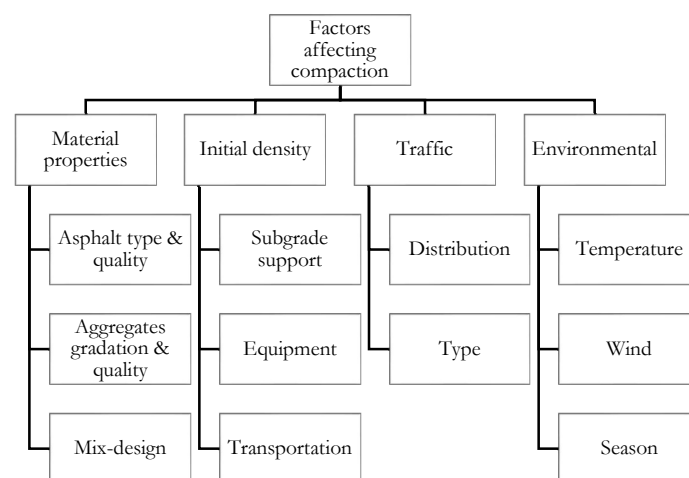 Factors
affecting
compaction
Material
properties
Initial density
Traffic
Environmental
Asphalt type &
quality
Subgrade
support
Distribution
Temperature
Aggregates
gradation &
quality
Equipment
Type
Wind
Mix-design
Transportation
Season